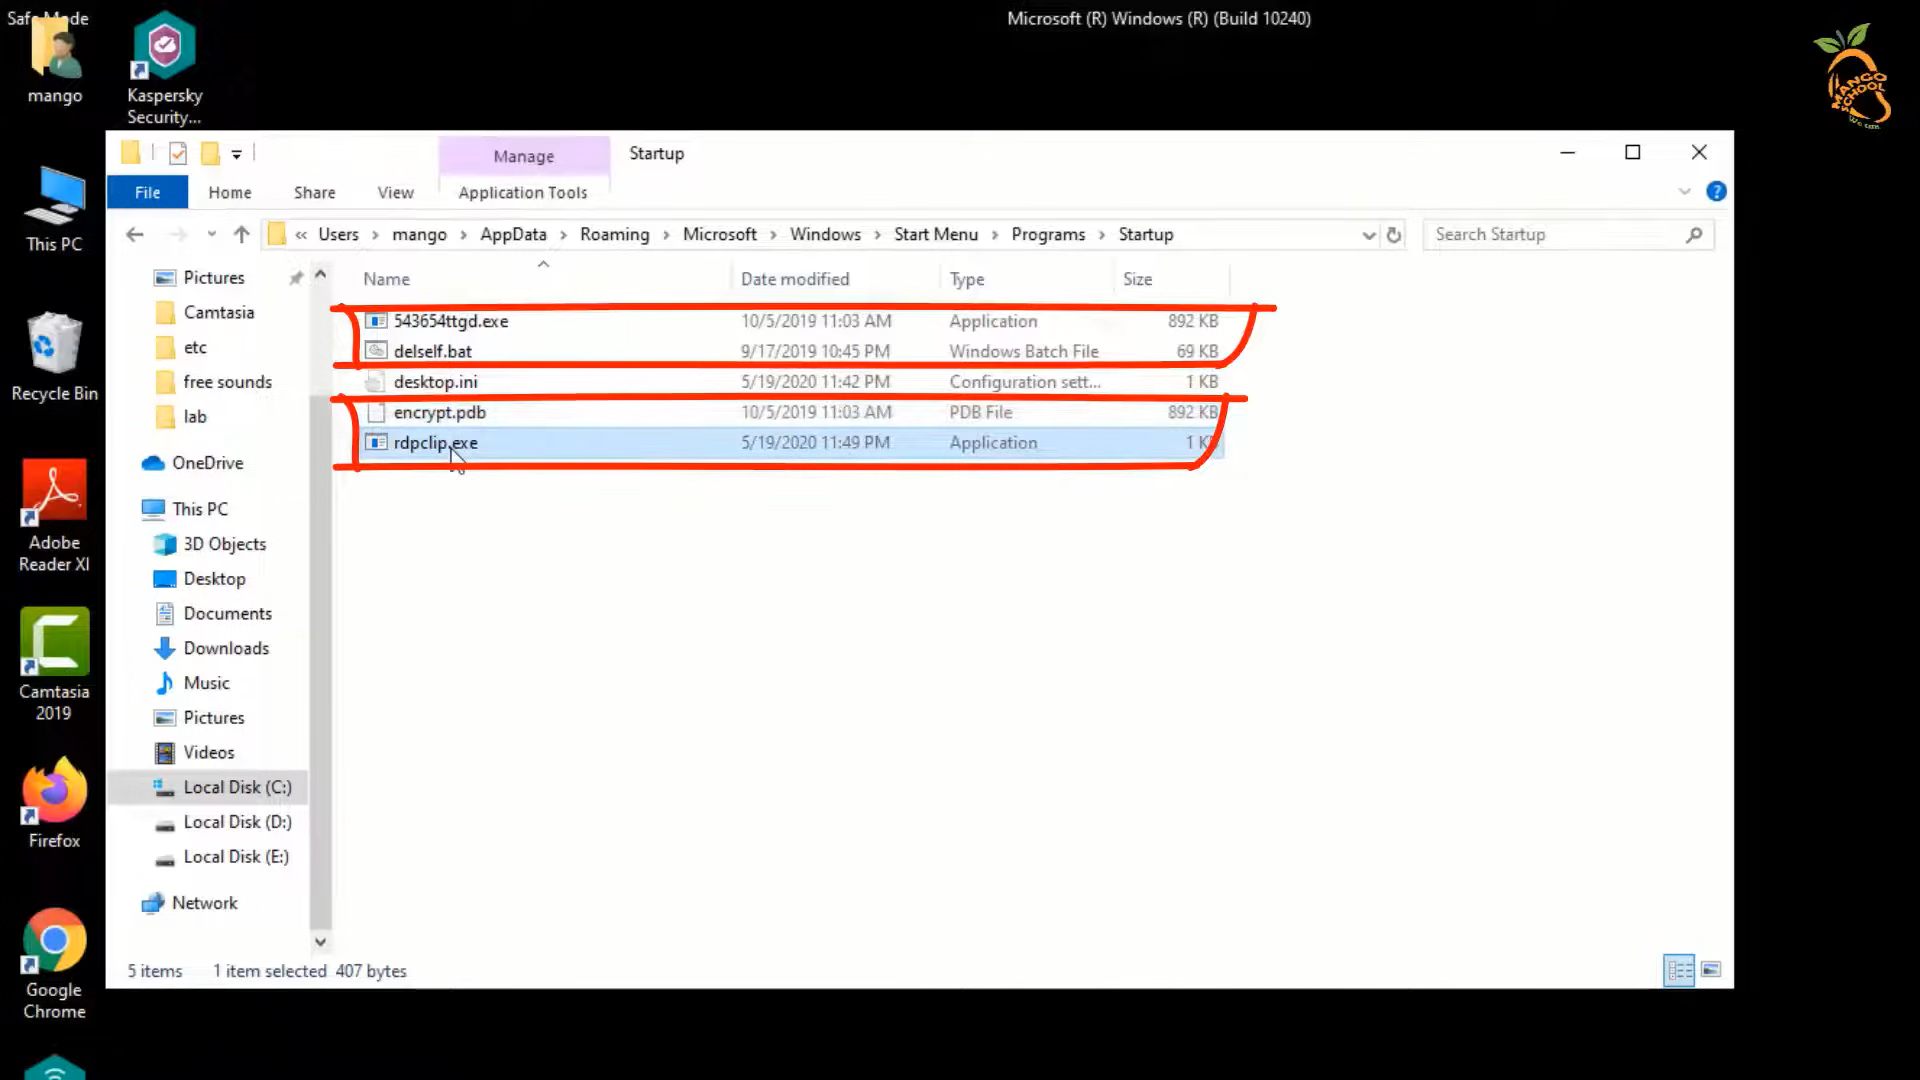 Safe Mode
Microsoft (R) Windows (R) (Build 10240)
MANGO
SCHOOL
mango
Kaspersky
Security...
This PC
Recycle Bin
Adobe
Reader XI
Camtasia
2019
Firefox
Google
Chrome
Manage
Startup
File
Home
Share
View
Application Tools
« Users > mango > AppData > Roaming > Microsoft > Windows > Start Menu > Programs > Startup
Search Startup
Pictures
Camtasia
etc
free sounds
lab
OneDrive
This PC
3D Objects
Desktop
Documents
Downloads
Music
Pictures
Videos
Local Disk (C:)
Local Disk (D:)
Local Disk (E:)
Network
Name Date modified Type Size
543654ttgd.exe 10/5/2019 11:03 AM Application 892 KB
delself.bat 9/17/2019 10:45 PM Windows Batch File 69 KB
desktop.ini 5/19/2020 11:42 PM Configuration sett... 1 KB
encrypt.pdb 10/5/2019 11:03 AM PDB File 892 KB
rdpclip.exe 5/19/2020 11:49 PM Application 1 KB
5 items 1 item selected 407 bytes